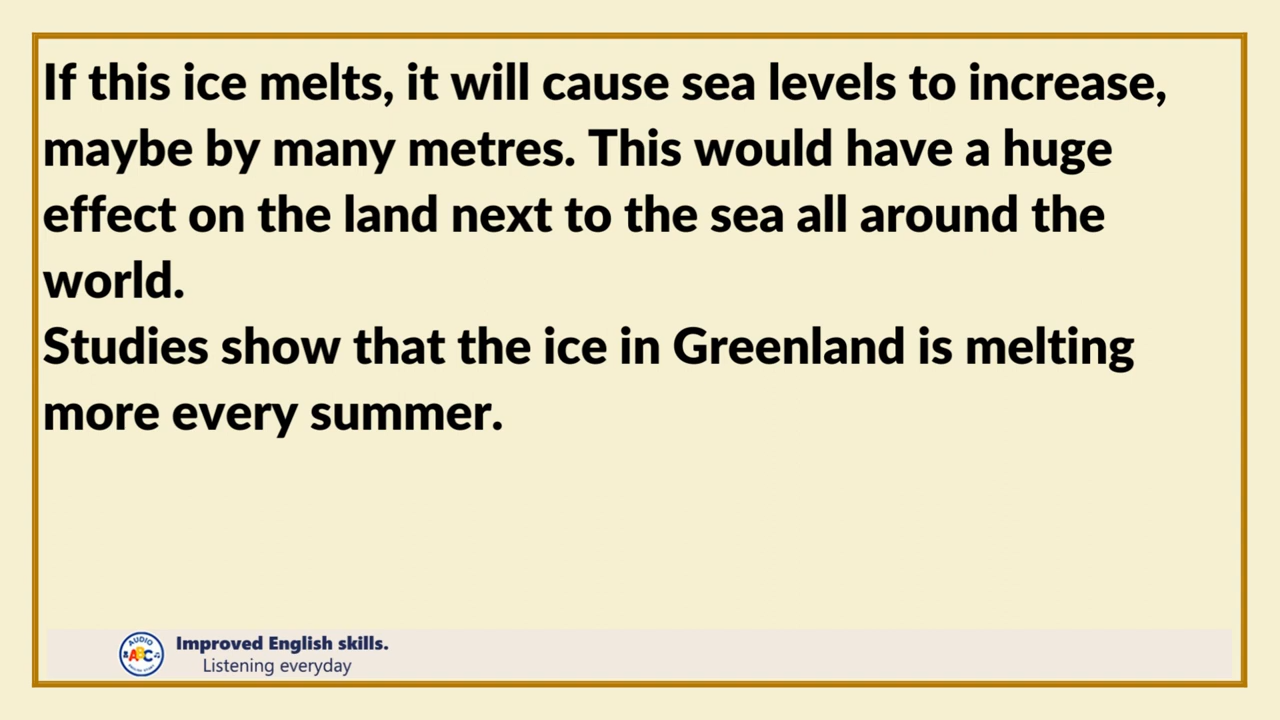 If this ice melts, it will cause sea levels to increase,
maybe by many metres. This would have a huge
effect on the land next to the sea all around the
world.
Studies show that the ice in Greenland is melting
more every summer.
AUDIO
ABC
Improved English skills.
Listening everyday